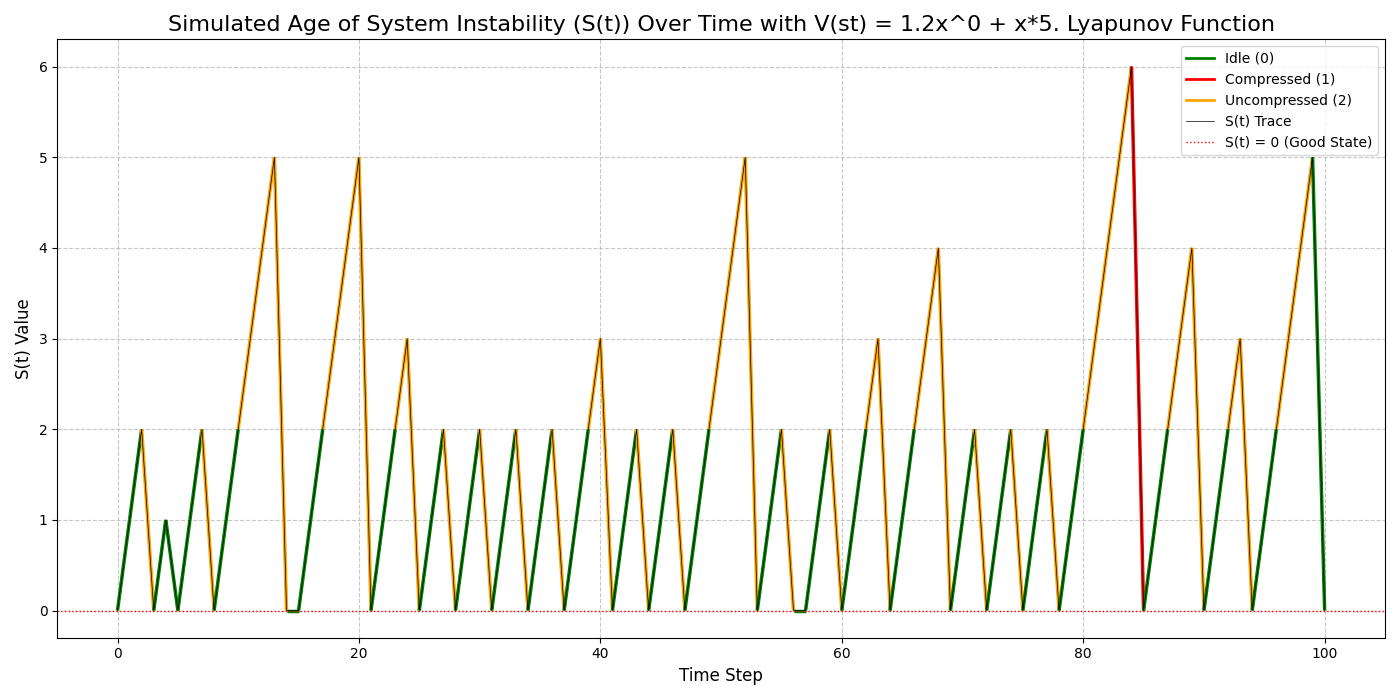 Simulated Age of System Instability (S(t)) Over Time with V(st) = 1.2x^0 + x*5. Lyapunov Function
Idle (0)
Compressed (1)
Uncompressed (2)
S(t) Trace
S(t) = 0 (Good State)
S(t) Value
6
5
4
3
2
1
0
0 20 40 60 80 100
Time Step